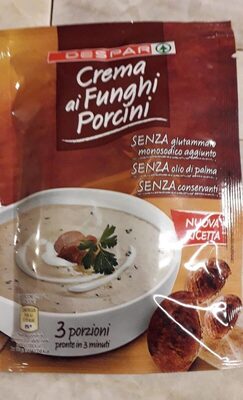 DESPAR
Crema
ai Funghi
Porcini
SENZA glutammato
monosodico aggiunto
SENZA olio di palma
SENZA conservanti
NUOVA
RICETTA
3 porzioni
pronte in 3 minuti